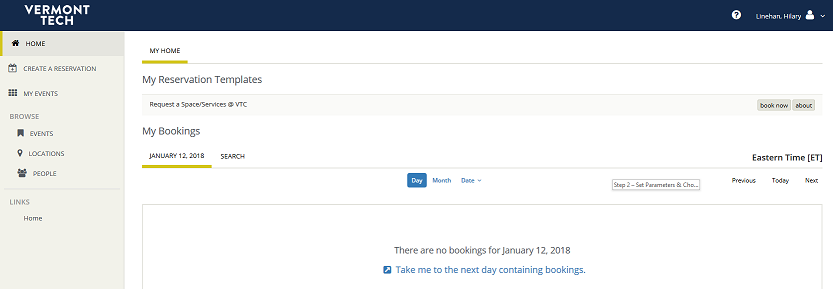 VERMONT
TECH
? Linehan, Hilary
HOME
MY HOME
CREATE A RESERVATION
My Reservation Templates
MY EVENTS
Request a Space/Services @ VTC book now about
BROWSE
My Bookings
EVENTS
LOCATIONS
JANUARY 12, 2018 SEARCH Eastern Time [ET]
PEOPLE
Day Month Date Step 2 – Set Parameters & Cho... Previous Today Next
LINKS
Home
There are no bookings for January 12, 2018
Take me to the next day containing bookings.